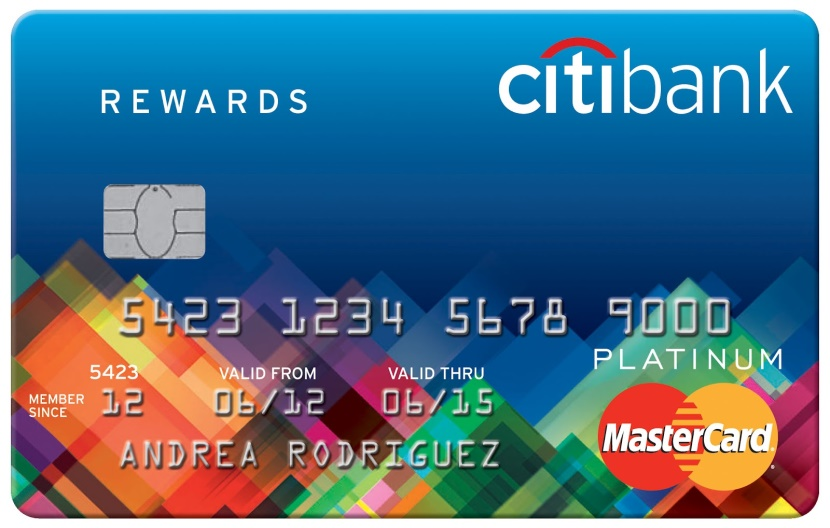 REWARDS
citibank
5423 1234 5678 9000
PLATINUM
5423 VALID FROM VALID THRU
MEMBER SINCE 12 06/12 06/15
ANDREA RODRIGUEZ
MasterCard